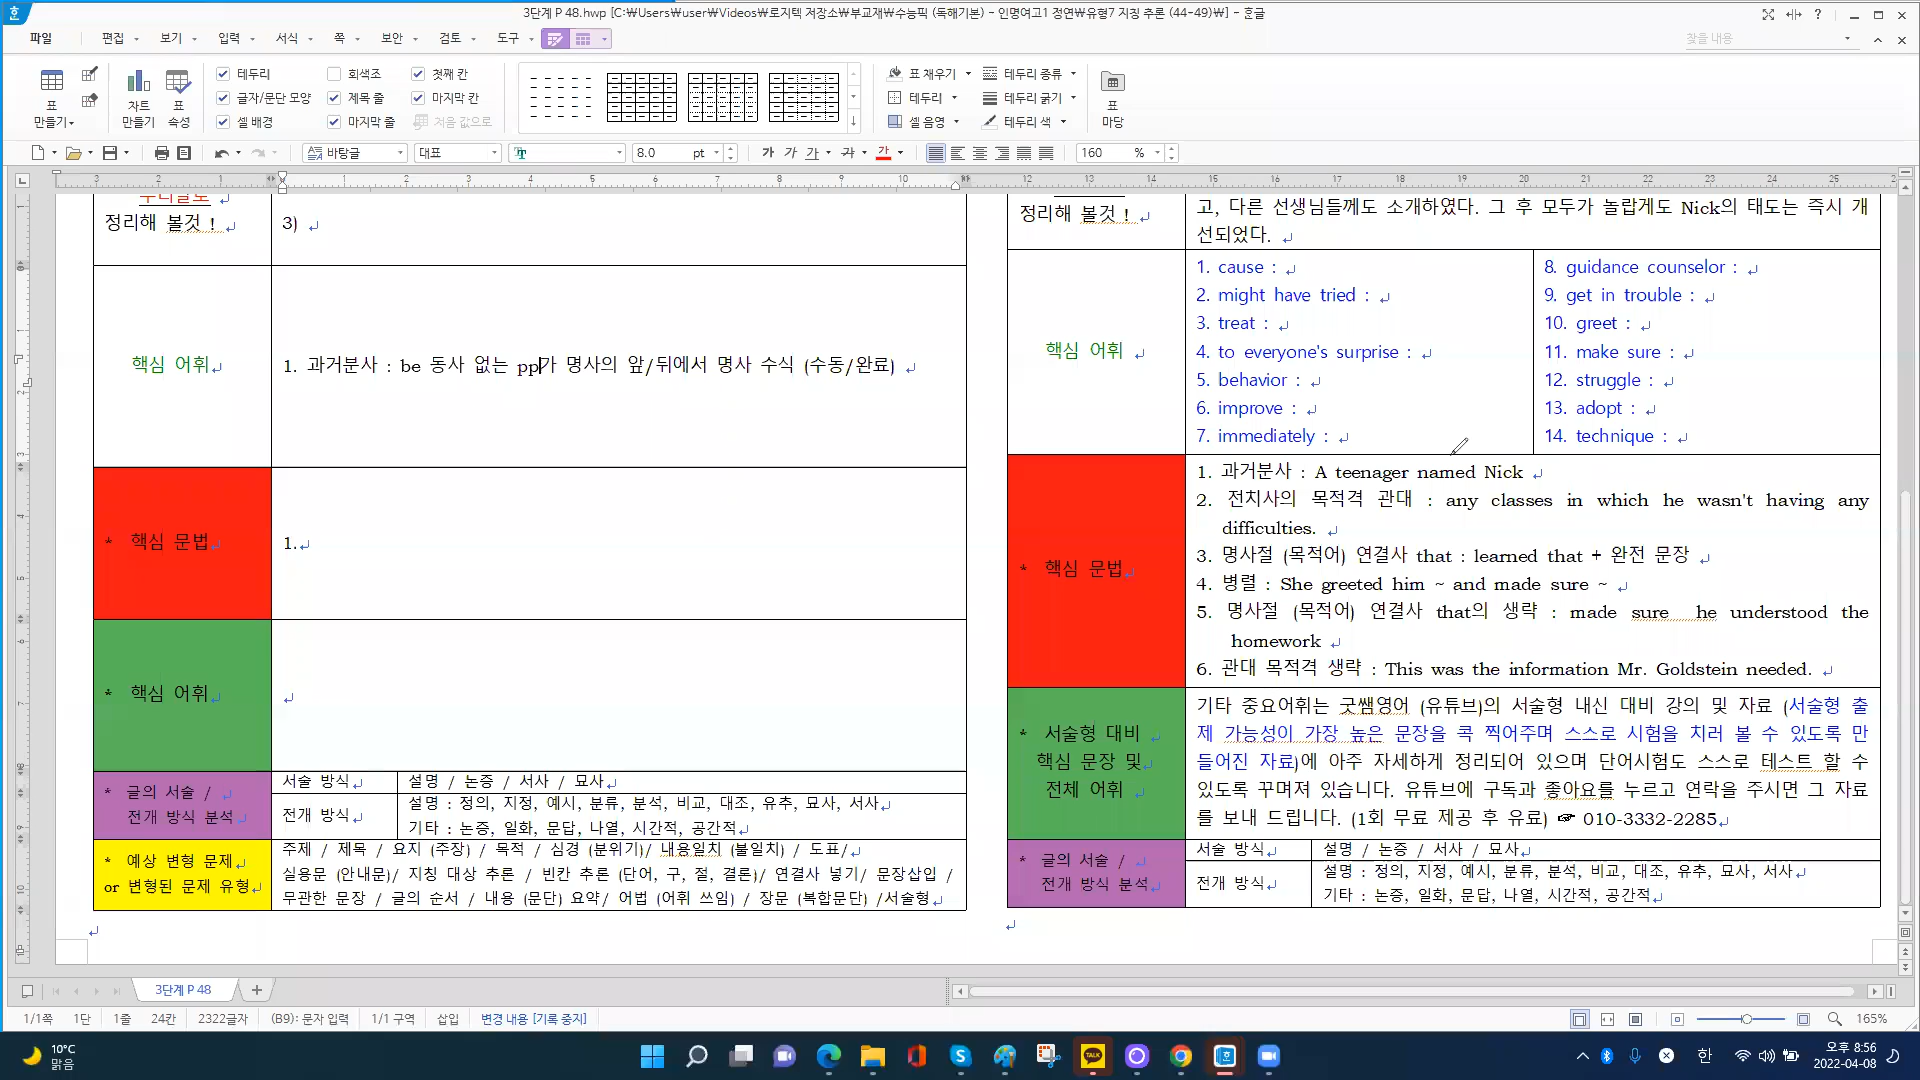 3단계 P 48.hwp [C:₩Users₩user₩Videos₩로지텍 저장소₩부교재₩수능픽 (독해기본) - 인명여고1 정연₩유형7 지칭 추론 (44-49)₩] - 한글
파일 편집 보기 입력 서식 쪽 보안 검토 도구
찾을 내용
표 만들기
차트 만들기
표 속성
테두리 회색조 첫째 칸
글자/문단 모양 제목 줄 마지막 칸
셀 배경 마지막 줄 처음 값으로
표 채우기 테두리 종류
테두리 테두리 굵기
셀 음영 테두리 색
표 마당
바탕글 대표 8.0 pt 가 가 가 가 가 160 %
정리해 볼것 !
3)
핵심 어휘
1. 과거분사 : be 동사 없는 pp가 명사의 앞/뒤에서 명사 수식 (수동/완료)
* 핵심 문법
1.
* 핵심 어휘
* 글의 서술 /
전개 방식 분석
서술 방식
설명 / 논증 / 서사 / 묘사
전개 방식
설명 : 정의, 지정, 예시, 분류, 분석, 비교, 대조, 유추, 묘사, 서사
기타 : 논증, 일화, 문답, 나열, 시간적, 공간적
* 예상 변형 문제
or 변형된 문제 유형
주제 / 제목 / 요지 (주장) / 목적 / 심경 (분위기)/ 내용일치 (불일치) / 도표/
실용문 (안내문)/ 지칭 대상 추론 / 빈칸 추론 (단어, 구, 절, 결론)/ 연결사 넣기/ 문장삽입 /
무관한 문장 / 글의 순서 / 내용 (문단) 요약/ 어법 (어휘 쓰임) / 장문 (복합문단) /서술형
정리해 볼것 !
고, 다른 선생님들께도 소개하였다. 그 후 모두가 놀랍게도 Nick의 태도는 즉시 개
선되었다.
핵심 어휘
1. cause :
2. might have tried :
3. treat :
4. to everyone's surprise :
5. behavior :
6. improve :
7. immediately :
8. guidance counselor :
9. get in trouble :
10. greet :
11. make sure :
12. struggle :
13. adopt :
14. technique :
* 핵심 문법
1. 과거분사 : A teenager named Nick
2. 전치사의 목적격 관대 : any classes in which he wasn't having any
difficulties.
3. 명사절 (목적어) 연결사 that : learned that + 완전 문장
4. 병렬 : She greeted him ~ and made sure ~
5. 명사절 (목적어) 연결사 that의 생략 : made sure he understood the
homework
6. 관대 목적격 생략 : This was the information Mr. Goldstein needed.
* 서술형 대비
핵심 문장 및
전체 어휘
기타 중요어휘는 굿쌤영어 (유튜브)의 서술형 내신 대비 강의 및 자료 (서술형 출
제 가능성이 가장 높은 문장을 콕 찍어주며 스스로 시험을 치러 볼 수 있도록 만
들어진 자료)에 아주 자세하게 정리되어 있으며 단어시험도 스스로 테스트 할 수
있도록 꾸며져 있습니다. 유튜브에 구독과 좋아요를 누르고 연락을 주시면 그 자료
를 보내 드립니다. (1회 무료 제공 후 유료) ☞ 010-3332-2285
* 글의 서술 /
전개 방식 분석
서술 방식
설명 / 논증 / 서사 / 묘사
전개 방식
설명 : 정의, 지정, 예시, 분류, 분석, 비교, 대조, 유추, 묘사, 서사
기타 : 논증, 일화, 문답, 나열, 시간적, 공간적
3단계 P 48
1/1쪽 1단 1줄 24칸 2322글자 (B9): 문자 입력 1/1 구역 삽입 변경 내용 [기록 중지] 165%
10°C
맑음
TALK
한
오후 8:56
2022-04-08